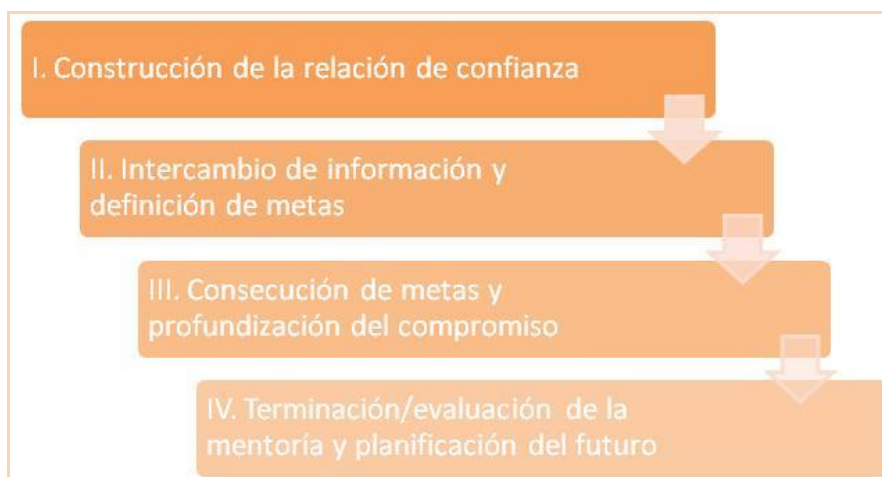 I. Construcción de la relación de confianza
II. Intercambio de información y
definición de metas
III. Consecución de metas y
profundización del compromiso
IV. Terminación/evaluación de la
mentoría y planificación del futuro